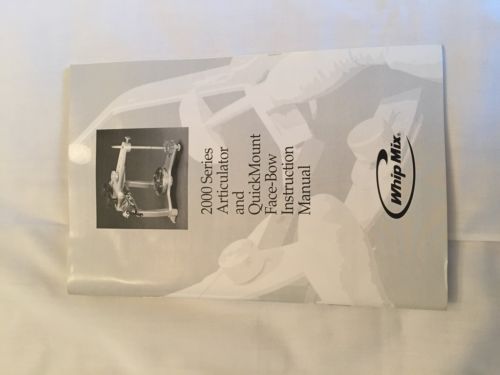 2000 Series
Articulator
and
QuickMount
Face-Bow
Instruction
Manual
Whip Mix®